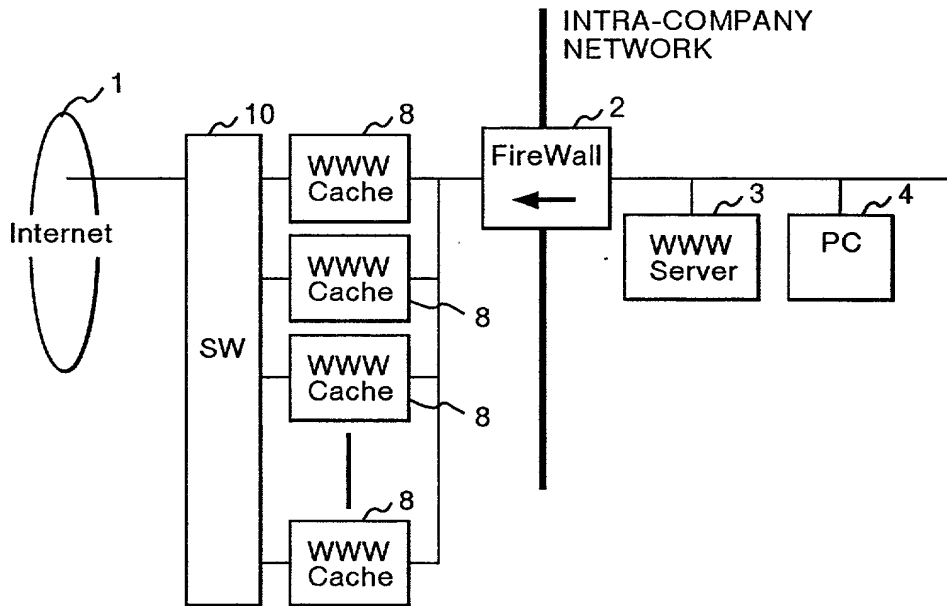 INTRA-COMPANY
NETWORK
1
10
8
2
FireWall
WWW
Cache
3
4
Internet
WWW
Server
PC
WWW
Cache
8
SW
WWW
Cache
8
8
WWW
Cache